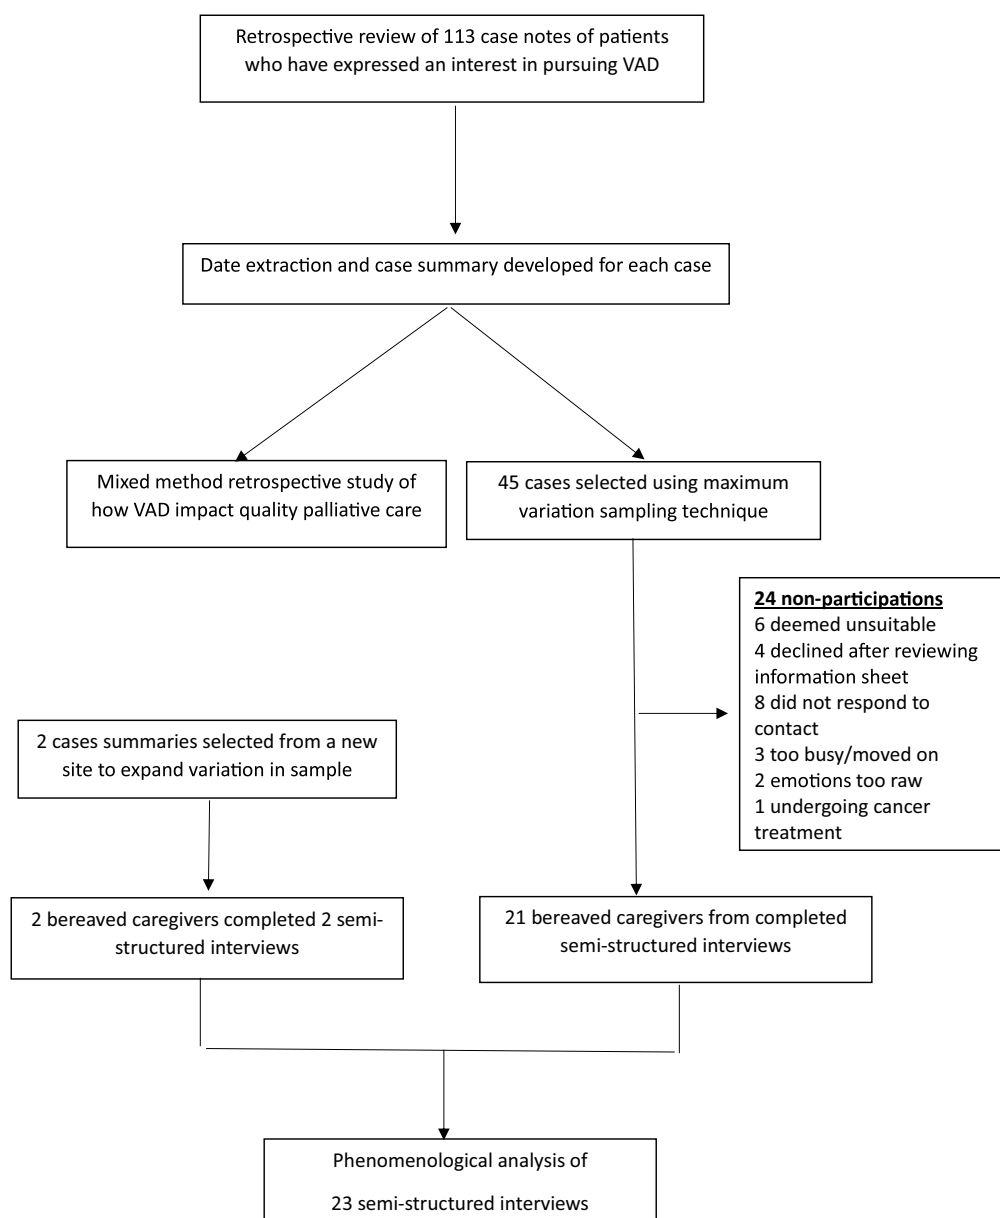 Retrospective review of 113 case notes of patients
who have expressed an interest in pursuing VAD
Date extraction and case summary developed for each case
Mixed method retrospective study of
how VAD impact quality palliative care
45 cases selected using maximum
variation sampling technique
24 non-participations
6 deemed unsuitable
4 declined after reviewing
information sheet
8 did not respond to
contact
3 too busy/moved on
2 emotions too raw
1 undergoing cancer
treatment
2 cases summaries selected from a new
site to expand variation in sample
2 bereaved caregivers completed 2 semi-
structured interviews
21 bereaved caregivers from completed
semi-structured interviews
Phenomenological analysis of
23 semi-structured interviews